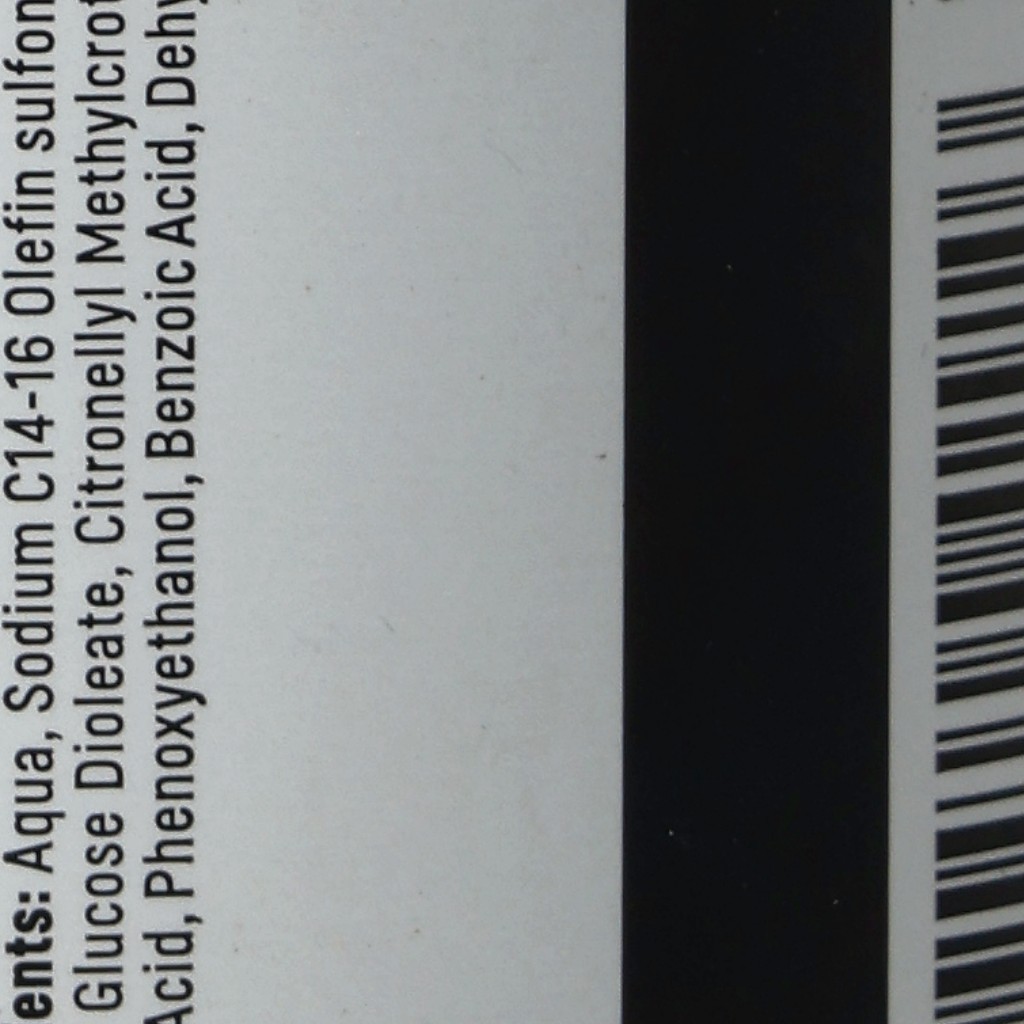 ents: Aqua, Sodium C14-16 Olefin sulfon
Glucose Dioleate, Citronellyl Methylcrot
Acid, Phenoxyethanol, Benzoic Acid, Dehy